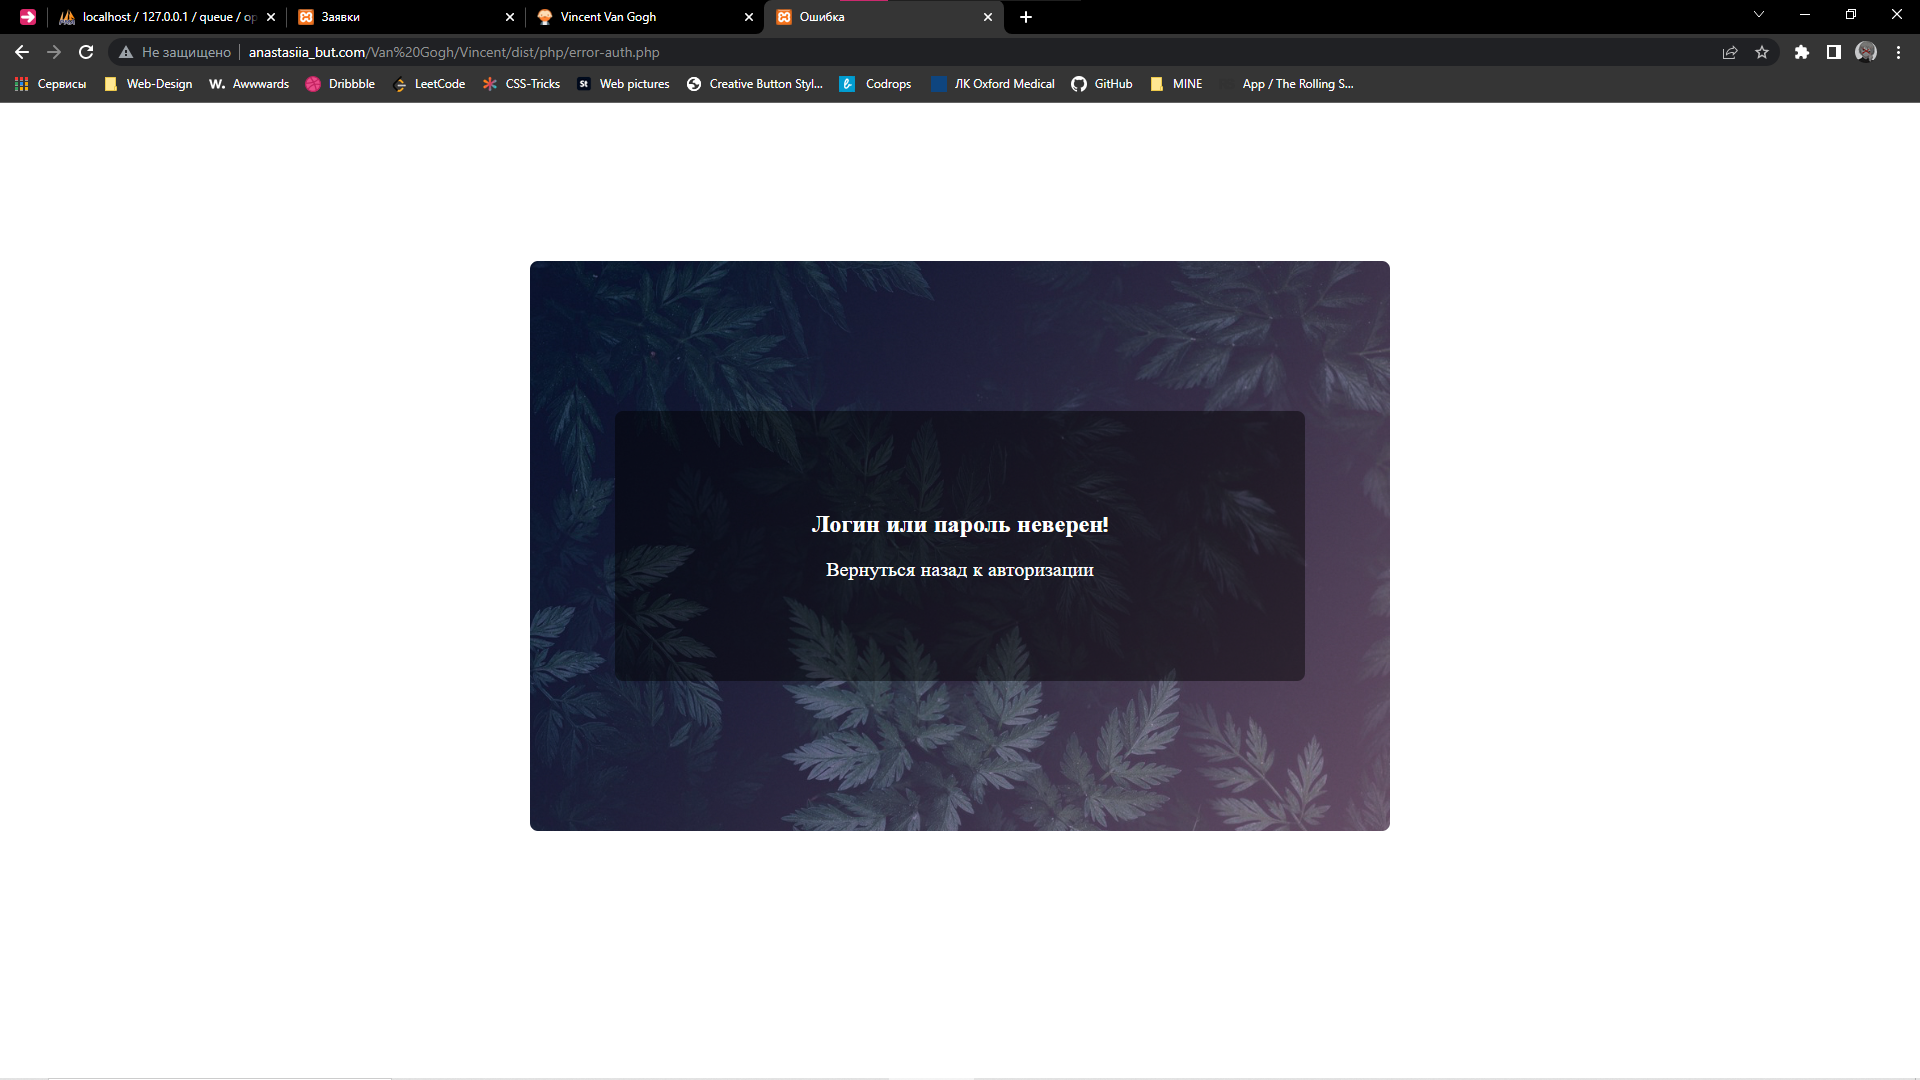 localhost / 127.0.0.1 / queue / op
Заявки
Vincent Van Gogh
Ошибка
Не защищено
anastasiia_but.com/Van%20Gogh/Vincent/dist/php/error-auth.php
Сервисы
Web-Design
W. Awwwards
Dribbble
LeetCode
CSS-Tricks
St Web pictures
Creative Button Styl...
Codrops
ЛК Oxford Medical
GitHub
MINE
App / The Rolling S...
Логин или пароль неверен!
Вернуться назад к авторизации